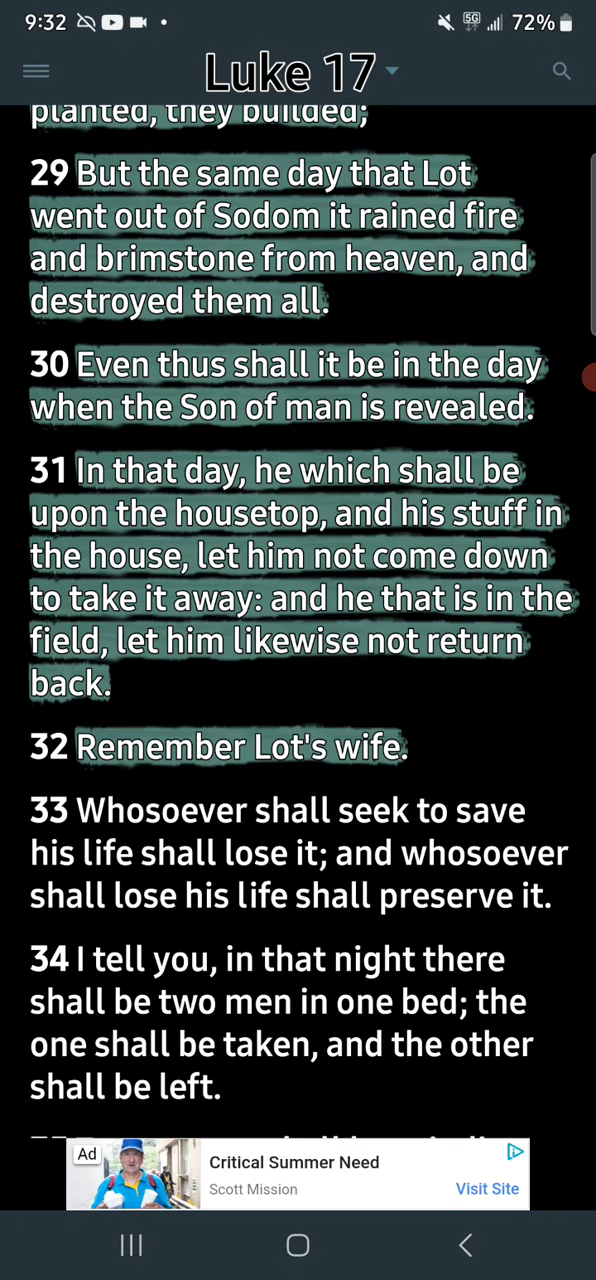 9:32
5G
72%
Luke 17
planted, they builded;
29 But the same day that Lot
went out of Sodom it rained fire
and brimstone from heaven, and
destroyed them all.
30 Even thus shall it be in the day
when the Son of man is revealed.
31 In that day, he which shall be
upon the housetop, and his stuff in
the house, let him not come down
to take it away: and he that is in the
field, let him likewise not return
back.
32 Remember Lot's wife.
33 Whosoever shall seek to save
his life shall lose it; and whosoever
shall lose his life shall preserve it.
34 I tell you, in that night there
shall be two men in one bed; the
one shall be taken, and the other
shall be left.
Ad
Critical Summer Need
Scott Mission
Visit Site